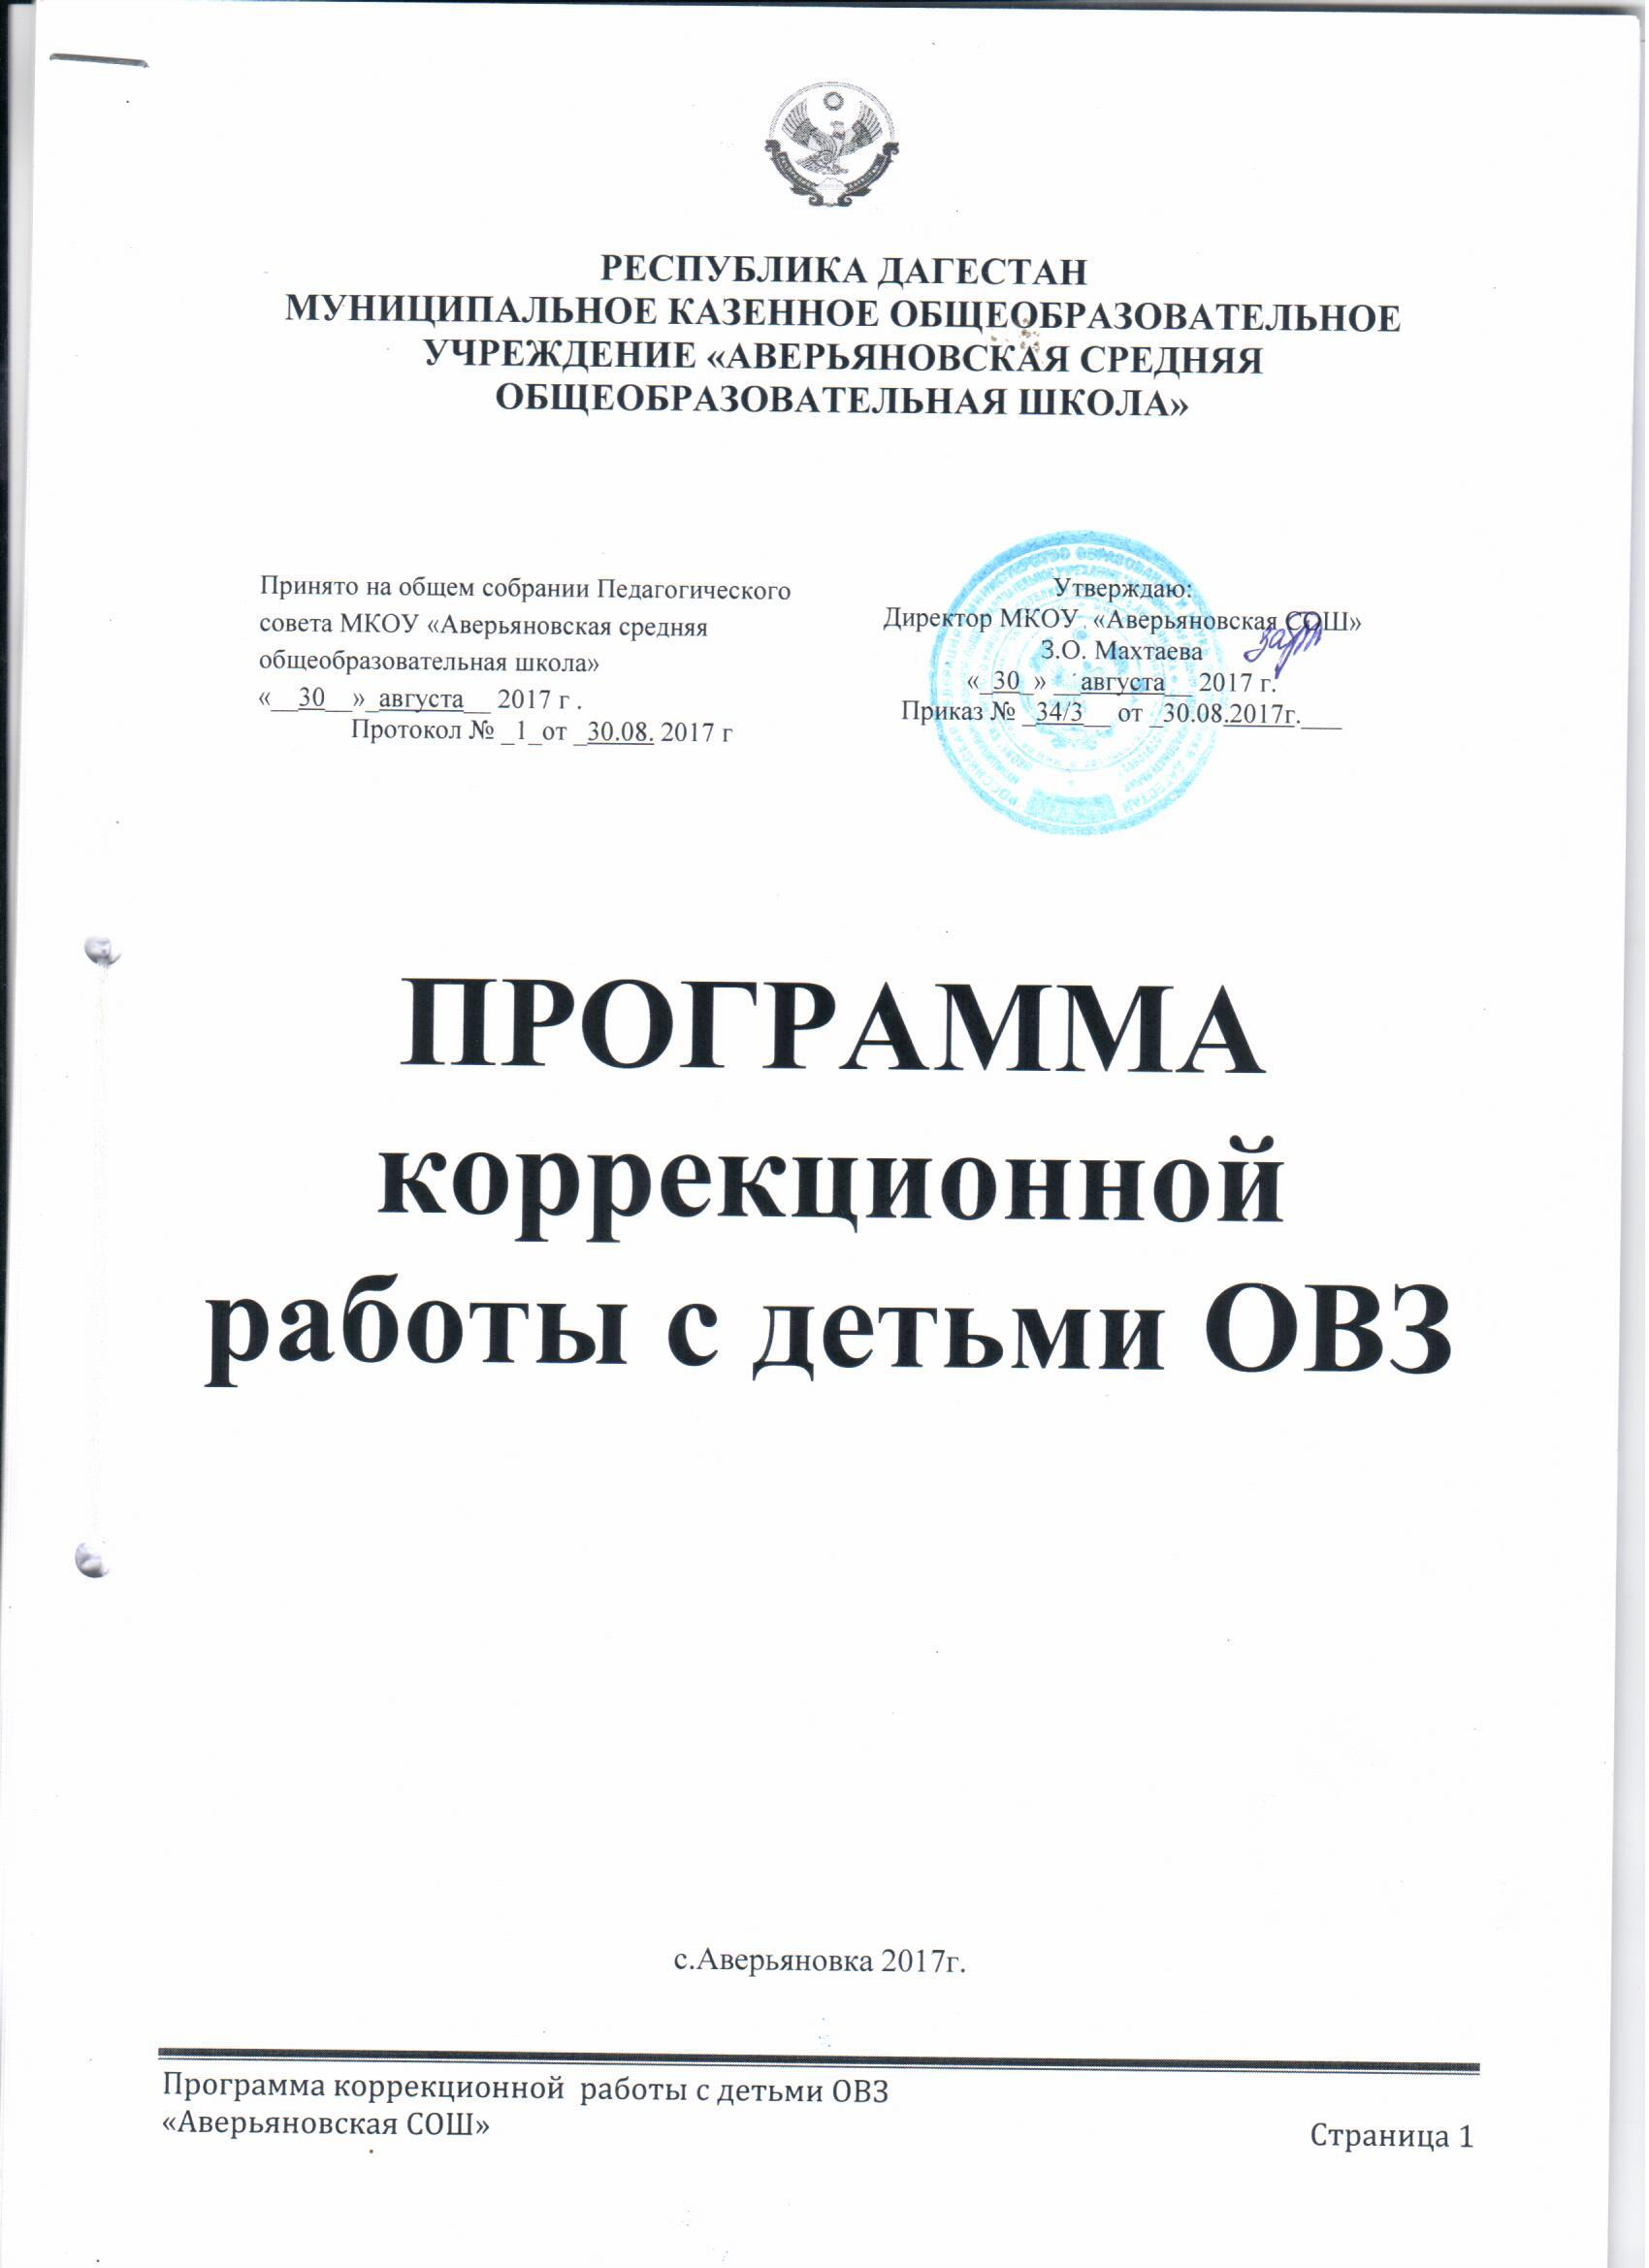 РЕСПУБЛИКА ДАГЕСТАН
МУНИЦИПАЛЬНОЕ КАЗЕННОЕ ОБЩЕОБРАЗОВАТЕЛЬНОЕ
УЧРЕЖДЕНИЕ «АВЕРЬЯНОВСКАЯ СРЕДНЯЯ
ОБЩЕОБРАЗОВАТЕЛЬНАЯ ШКОЛА»
Принято на общем собрании Педагогического
совета МКОУ «Аверьяновская средняя
общеобразовательная школа»
«__30__»_августа__ 2017 г .
Протокол № _1_от _30.08. 2017 г
Утверждаю:
Директор МКОУ «Аверьяновская СОШ»
З.О. Махтаева
«_30_» __августа__ 2017 г.
Приказ № _34/3__ от _30.08.2017г.___
ПРОГРАММА
коррекционной
работы с детьми ОВЗ
с.Аверьяновка 2017г.
Программа коррекционной работы с детьми ОВЗ
«Аверьяновская СОШ»
Страница 1